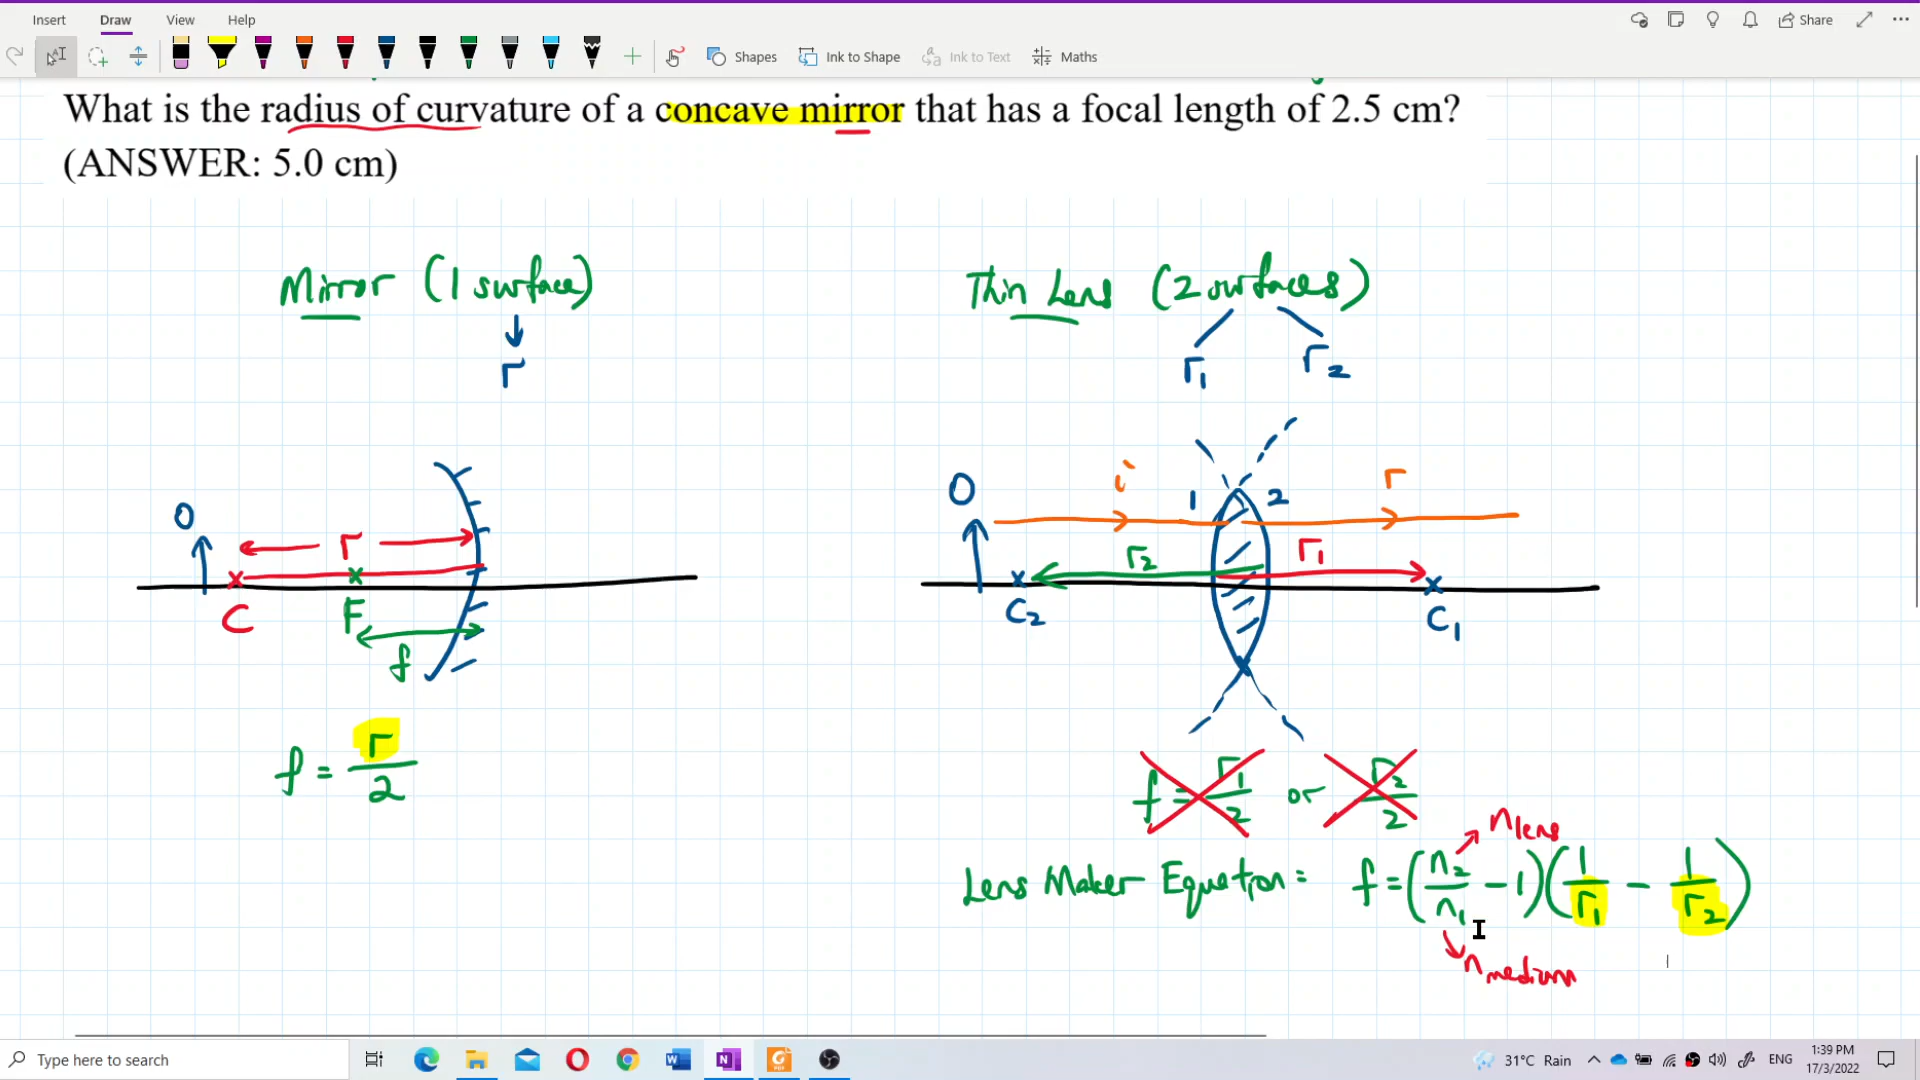 Insert Draw View Help
Share
Shapes Ink to Shape Ink to Text Maths
What is the radius of curvature of a concave mirror that has a focal length of 2.5 cm?
(ANSWER: 5.0 cm)
Mirror (1 surface)
r
Thin Lens (2 surfaces)
r1 r2
O r
C F
f
f = r/2
O i 1 2 r
r2 r1
C2 C1
f = r1/2 or r2/2
nlens
Lens Maker Equation: f = (n2/n1 - 1)(1/r1 - 1/r2)
nmedium
Type here to search
31°C Rain
ENG
1:39 PM
17/3/2022